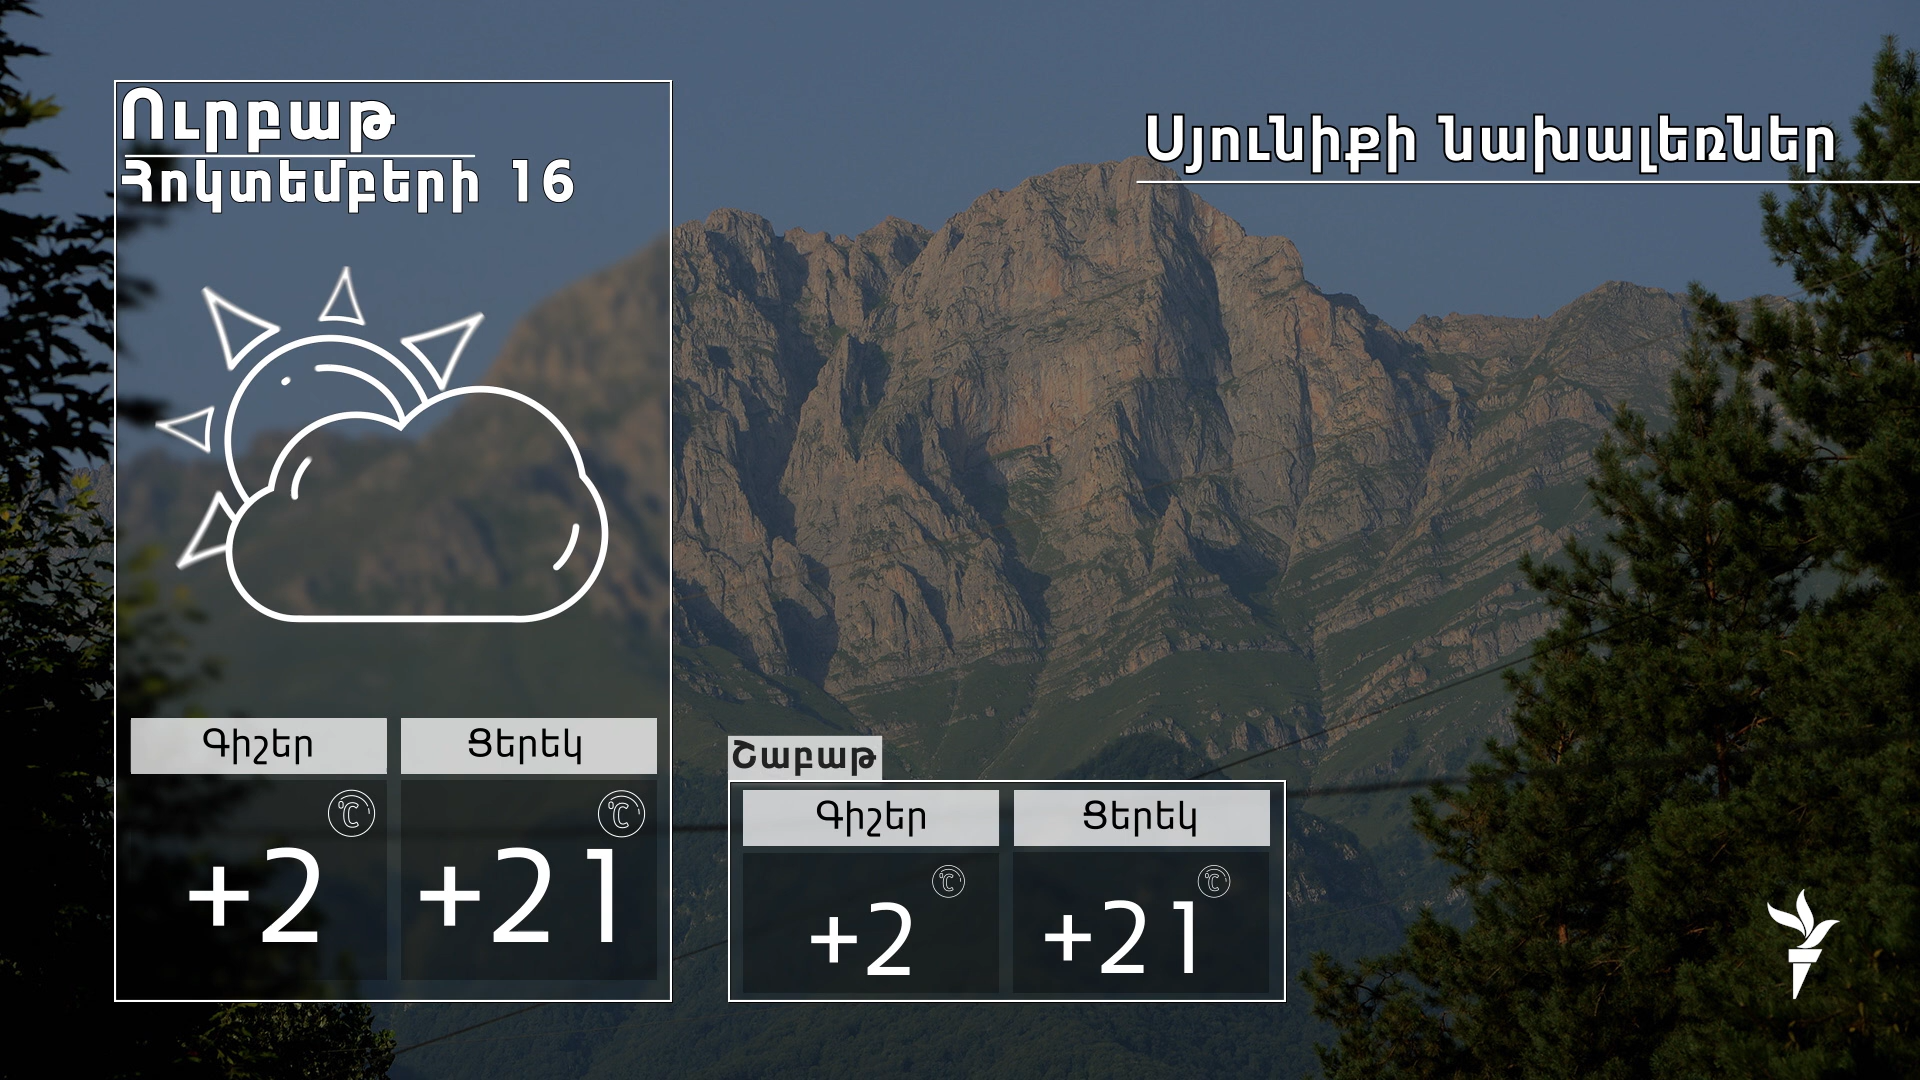 Ուրբաթ
Հոկտեմբերի 16
Սյունիքի նախալեռներ
Գիշեր
Ցերեկ
°C
°C
+2
+21
Շաբաթ
Գիշեր
Ցերեկ
°C
°C
+2
+21